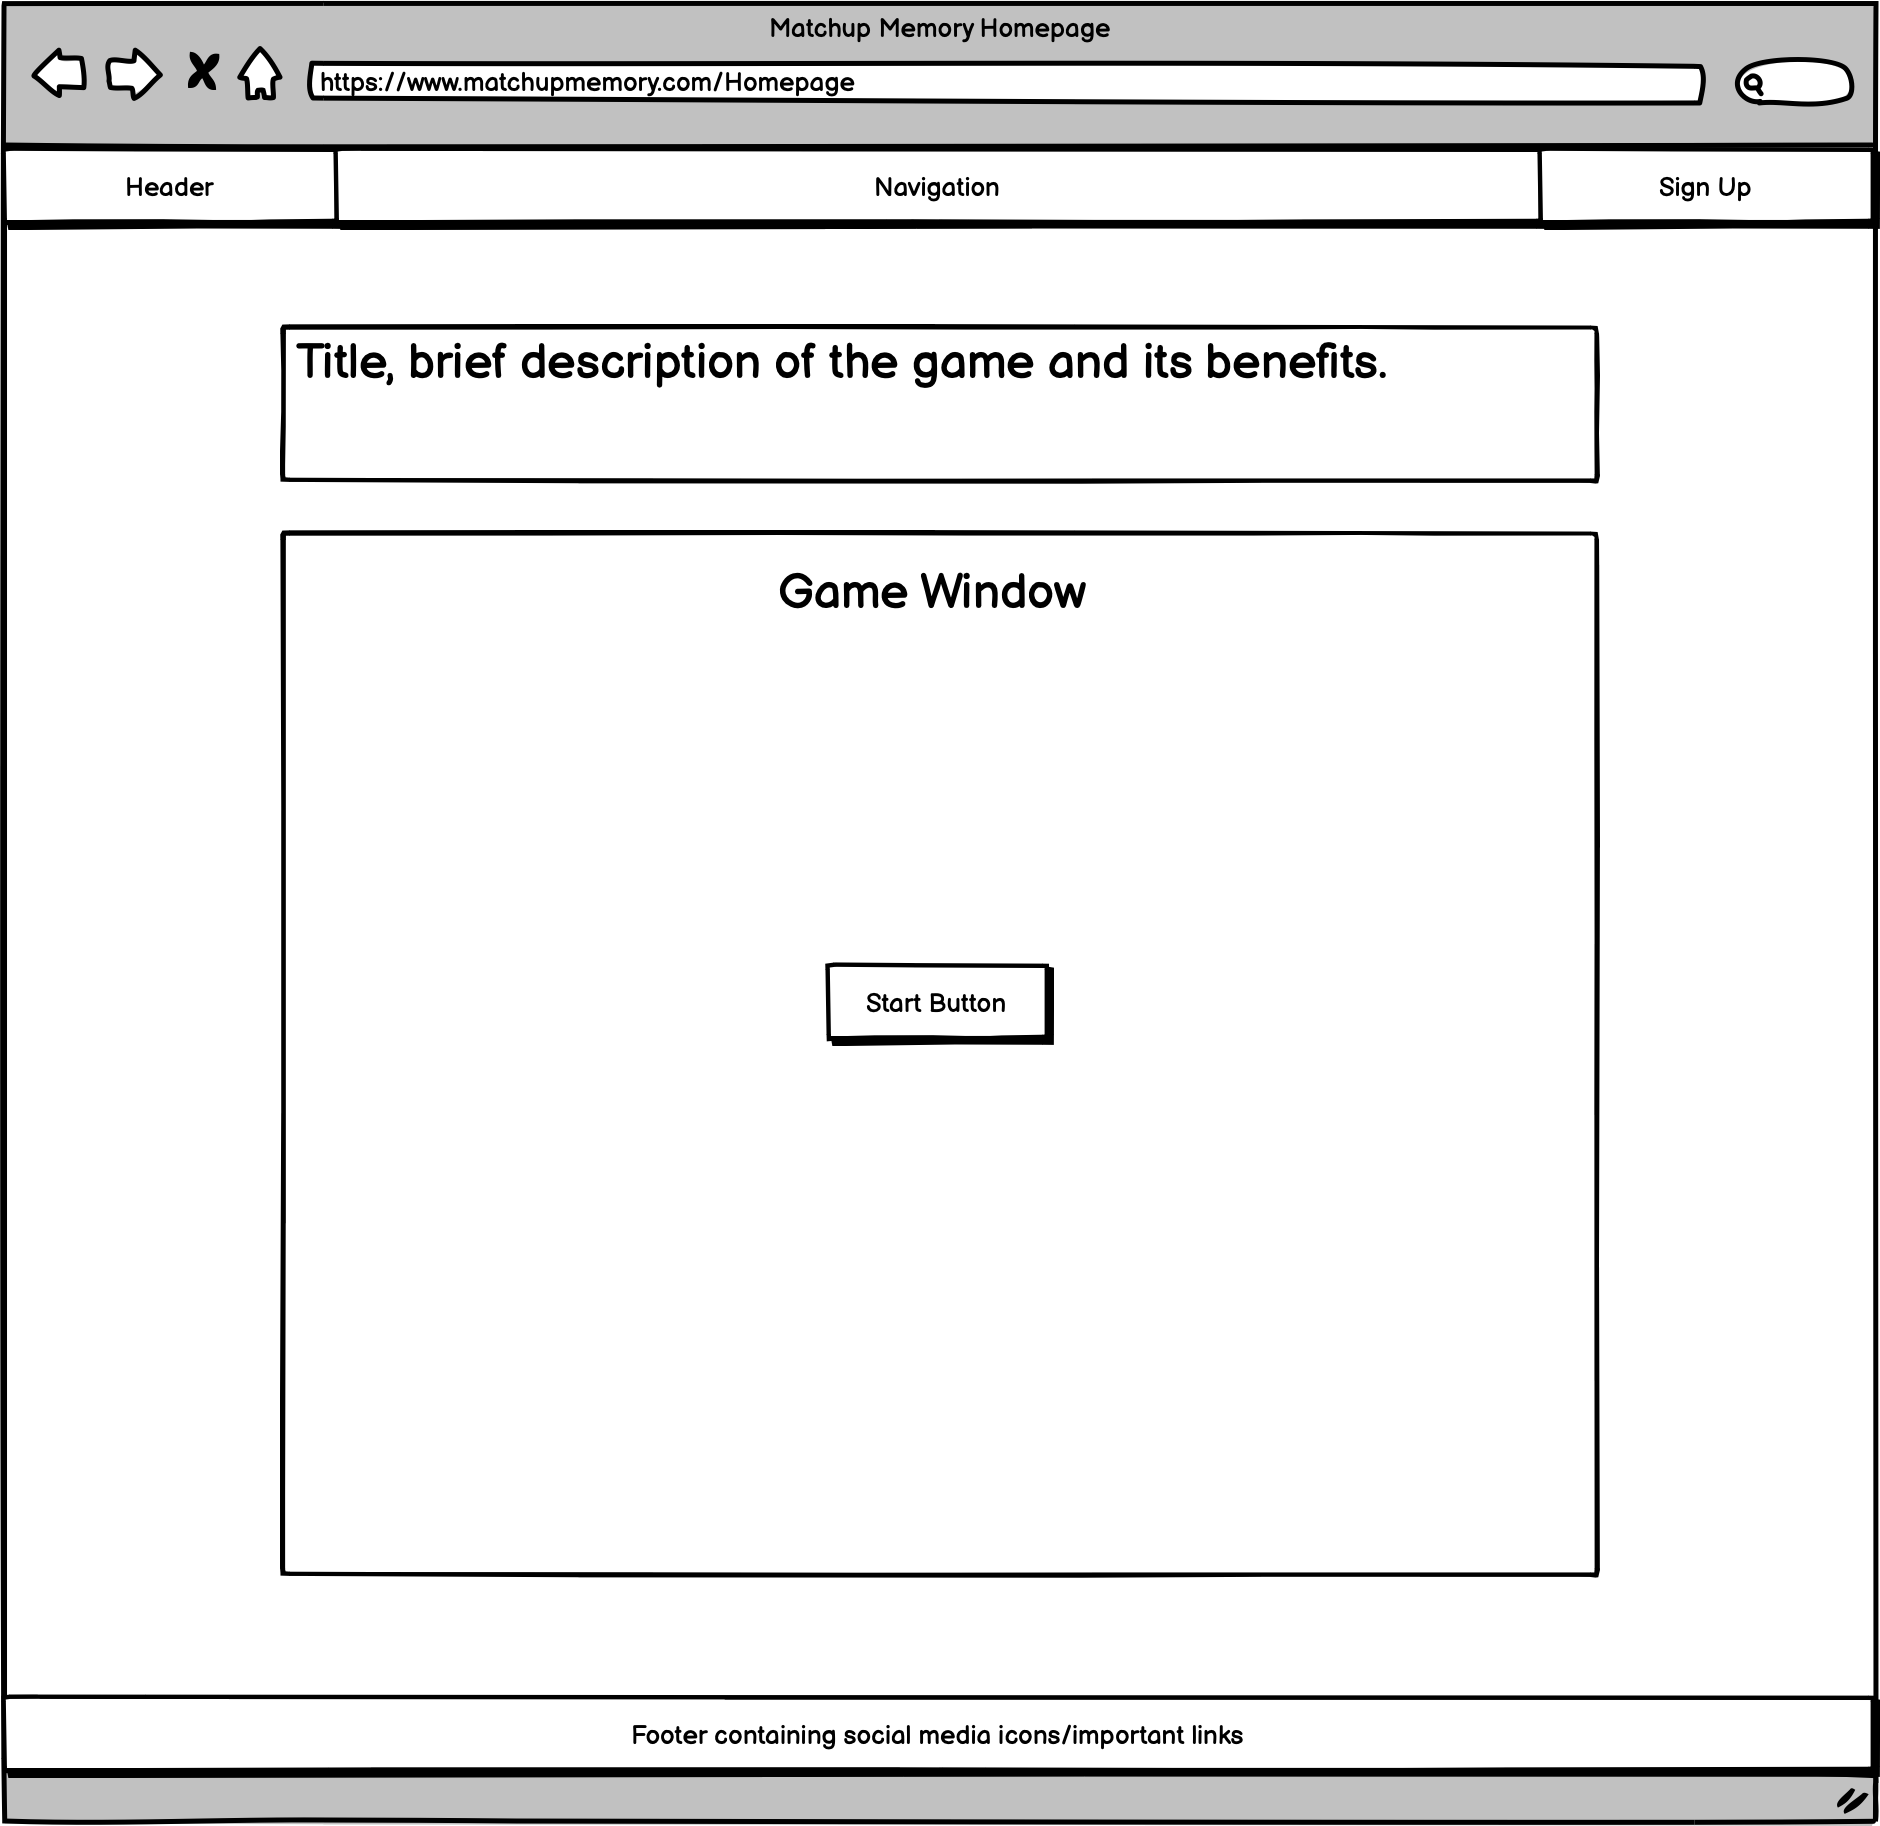 Matchup Memory Homepage
https://www.matchupmemory.com/Homepage
Header
Navigation
Sign Up
Title, brief description of the game and its benefits.
Game Window
Start Button
Footer containing social media icons/important links